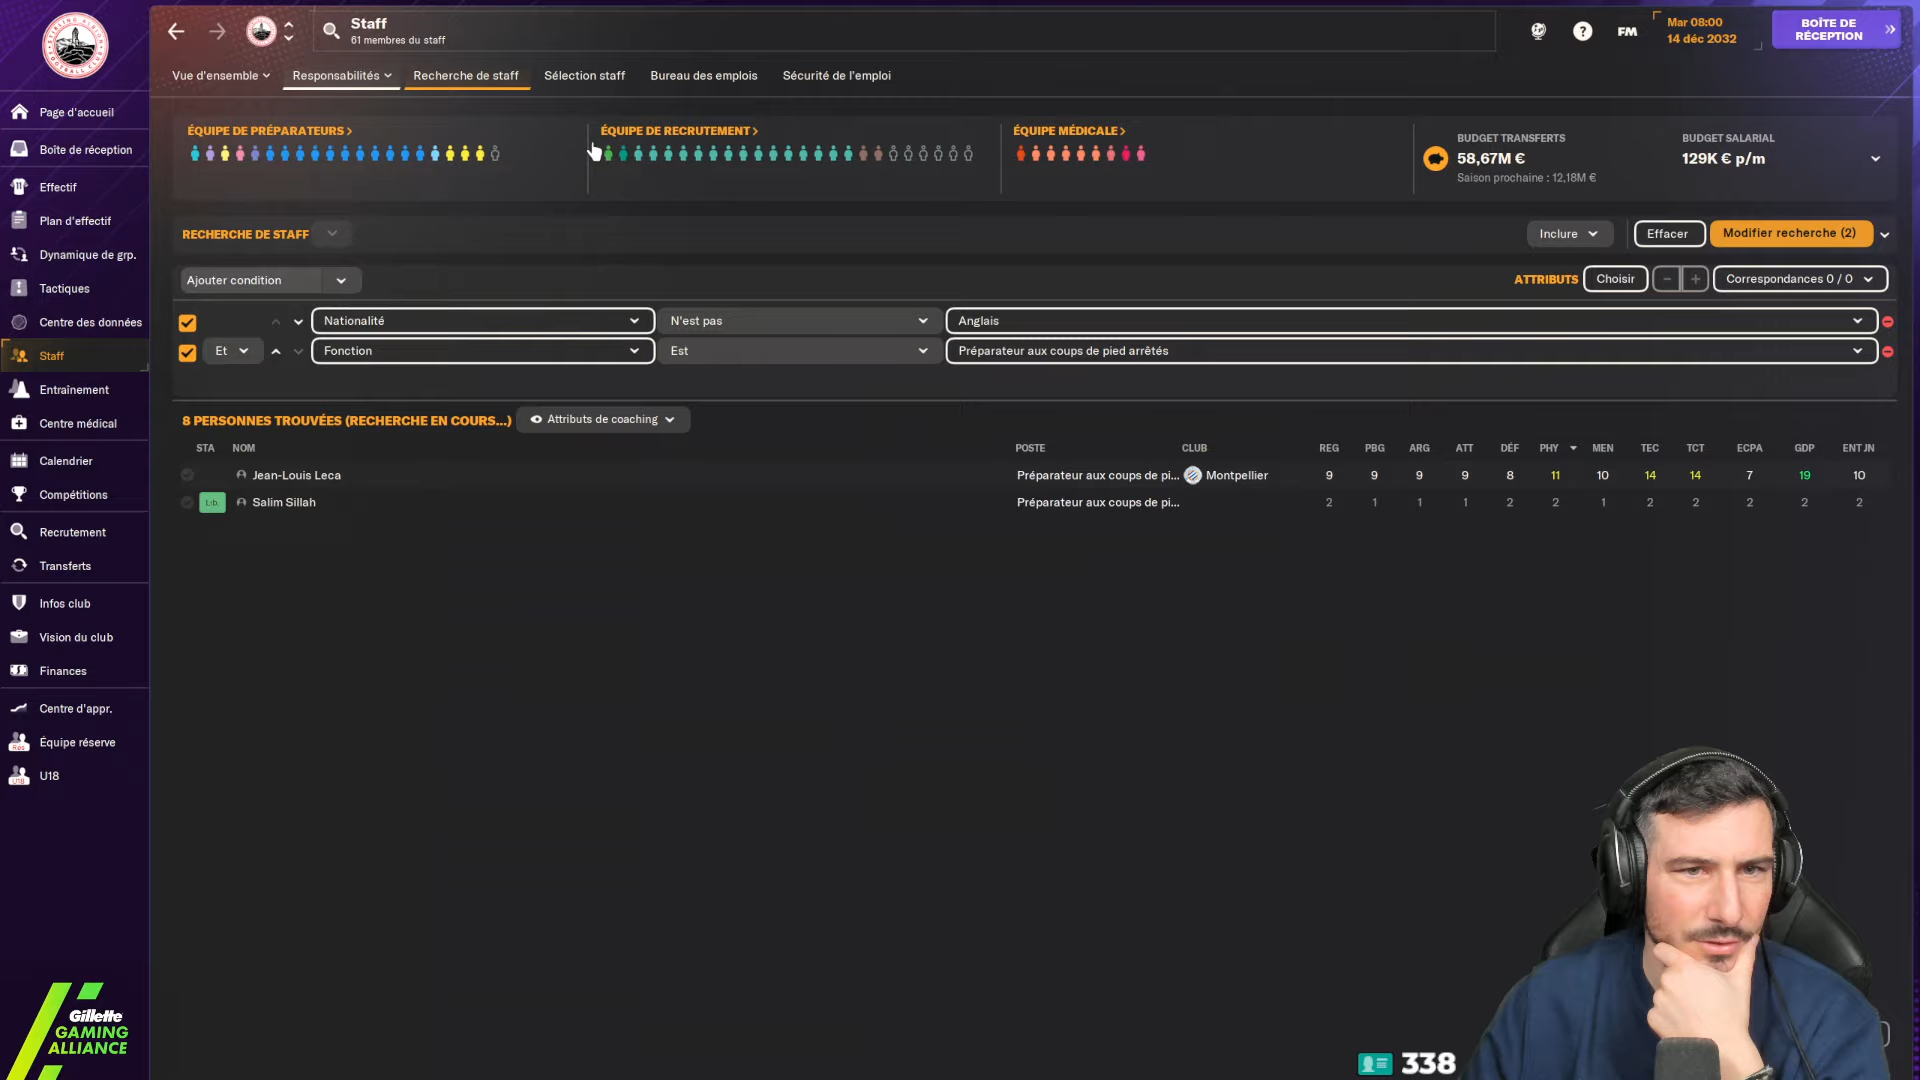 Staff
61 membres du staff
FM
Mar 08:00
14 déc 2032
BOÎTE DE RÉCEPTION
Vue d'ensemble
Responsabilités
Recherche de staff
Sélection staff
Bureau des emplois
Sécurité de l'emploi
Page d'accueil
Boîte de réception
Effectif
Plan d'effectif
Dynamique de grp.
Tactiques
Centre des données
Staff
Entraînement
Centre médical
Calendrier
Compétitions
Recrutement
Transferts
Infos club
Vision du club
Finances
Centre d'appr.
Équipe réserve
U18
ÉQUIPE DE PRÉPARATEURS >
ÉQUIPE DE RECRUTEMENT >
ÉQUIPE MÉDICALE >
BUDGET TRANSFERTS
58,67M €
Saison prochaine : 12,18M €
BUDGET SALARIAL
129K € p/m
RECHERCHE DE STAFF
Inclure
Effacer
Modifier recherche (2)
Ajouter condition
ATTRIBUTS
Choisir
- +
Correspondances 0 / 0
Nationalité N'est pas Anglais
Et Fonction Est Préparateur aux coups de pied arrêtés
8 PERSONNES TROUVÉES (RECHERCHE EN COURS...)
Attributs de coaching
STA NOM POSTE CLUB REG PBG ARG ATT DÉF PHY MEN TEC TCT ECPA GDP ENT JN
Jean-Louis Leca Préparateur aux coups de pi... Montpellier 9 9 9 9 8 11 10 14 14 7 19 10
Lib. Salim Sillah Préparateur aux coups de pi... 2 1 1 1 2 2 1 2 2 2 2 2
Gillette
GAMING
ALLIANCE
338